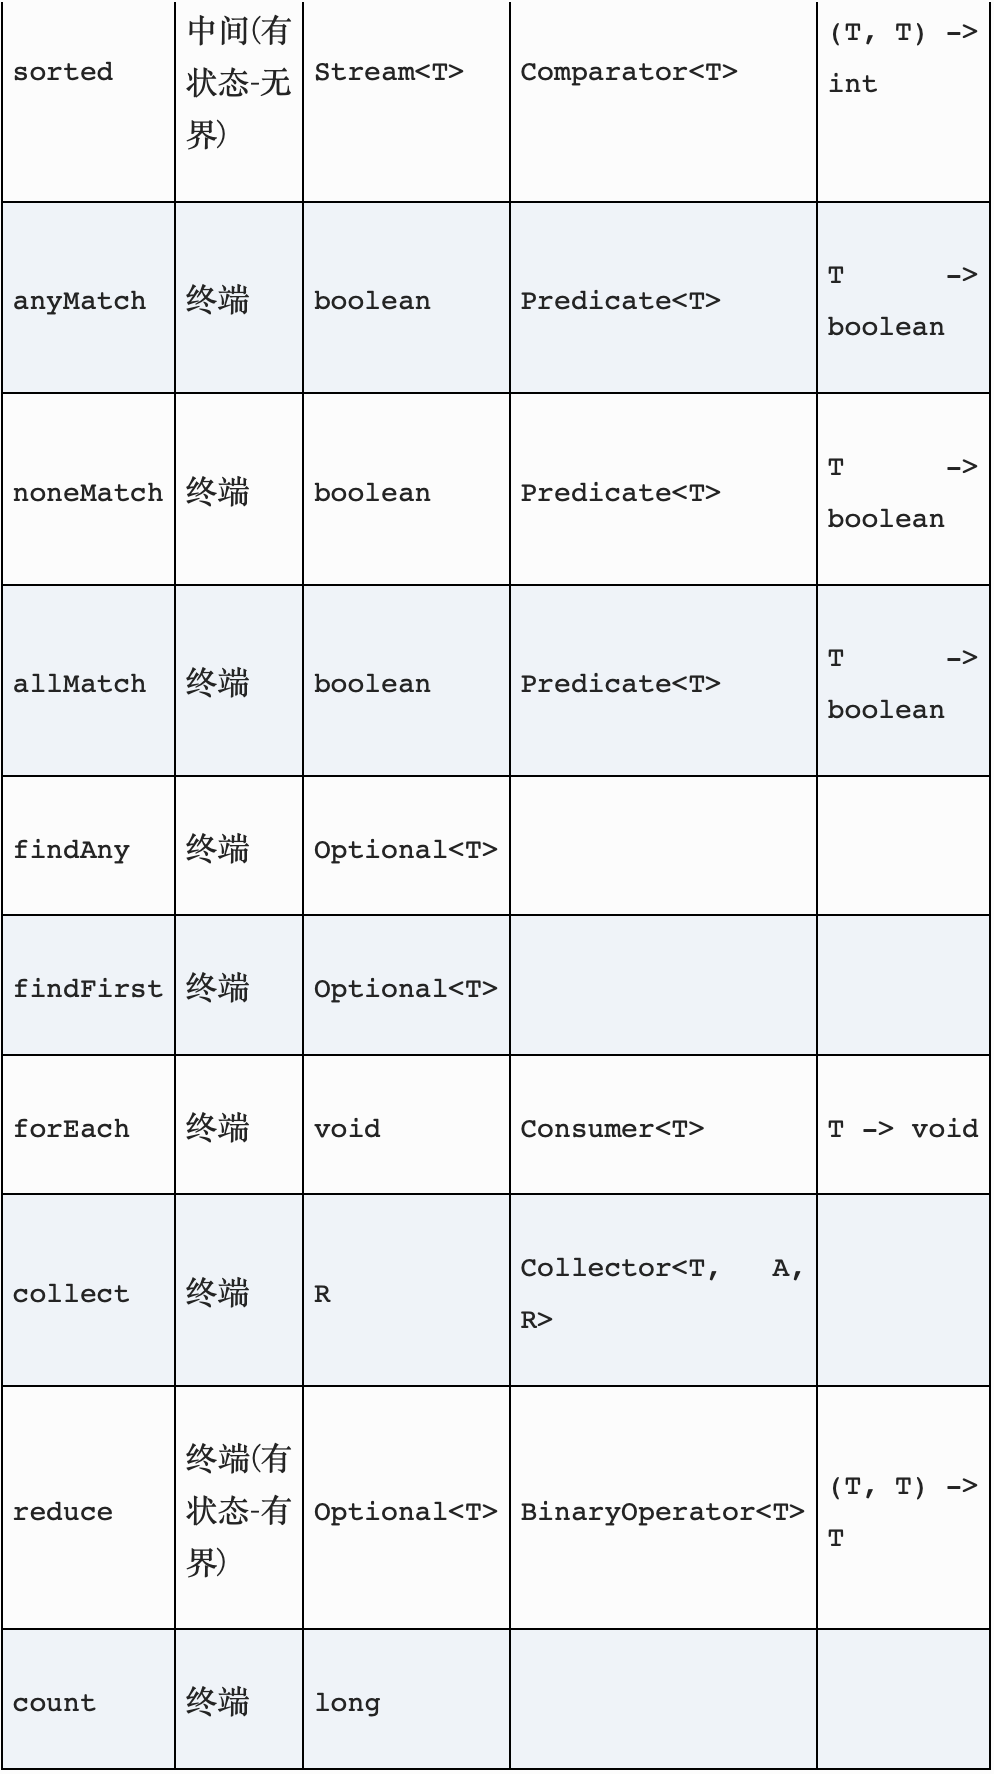 sorted
中间(有
状态-无
界)
Stream<T>
Comparator<T>
(T, T) ->
int
anyMatch
终端
boolean
Predicate<T>
T ->
boolean
noneMatch
终端
boolean
Predicate<T>
T ->
boolean
allMatch
终端
boolean
Predicate<T>
T ->
boolean
findAny
终端
Optional<T>
findFirst
终端
Optional<T>
forEach
终端
void
Consumer<T>
T -> void
collect
终端
R
Collector<T, A,
R>
reduce
终端(有
状态-有
界)
Optional<T>
BinaryOperator<T>
(T, T) ->
T
count
终端
long